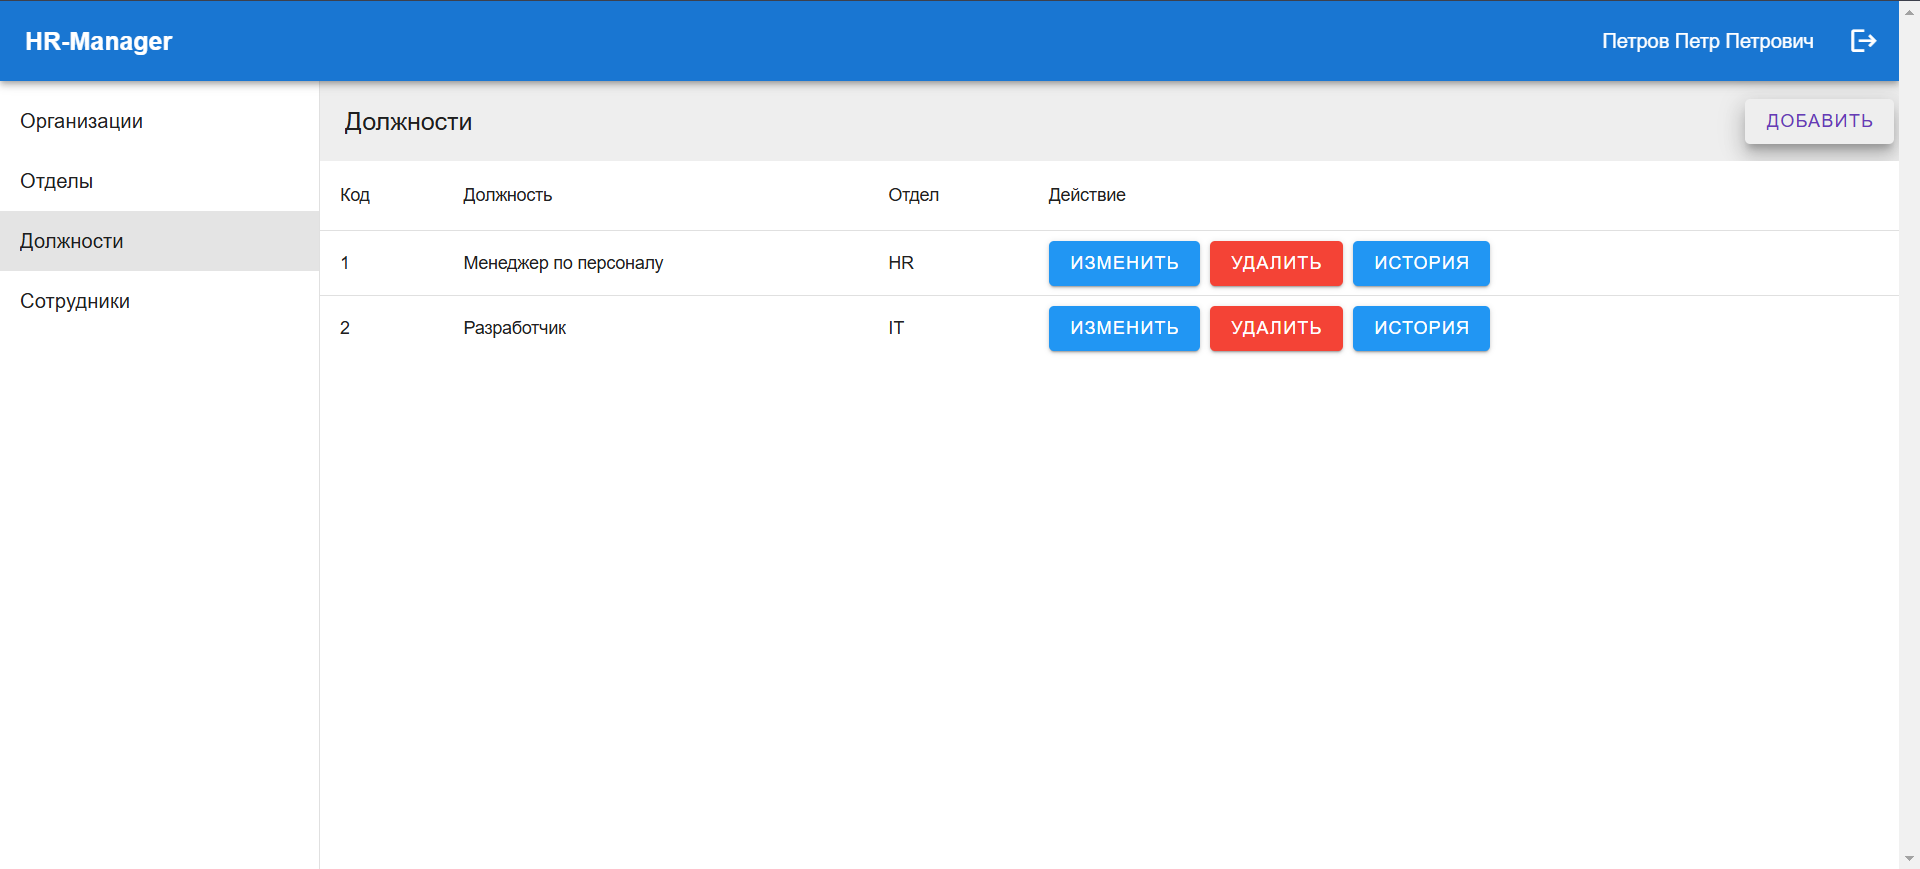 HR-Manager
Петров Петр Петрович
Организации
Отделы
Должности
Сотрудники
Должности
ДОБАВИТЬ
Код Должность Отдел Действие
1 Менеджер по персоналу HR ИЗМЕНИТЬ УДАЛИТЬ ИСТОРИЯ
2 Разработчик IT ИЗМЕНИТЬ УДАЛИТЬ ИСТОРИЯ